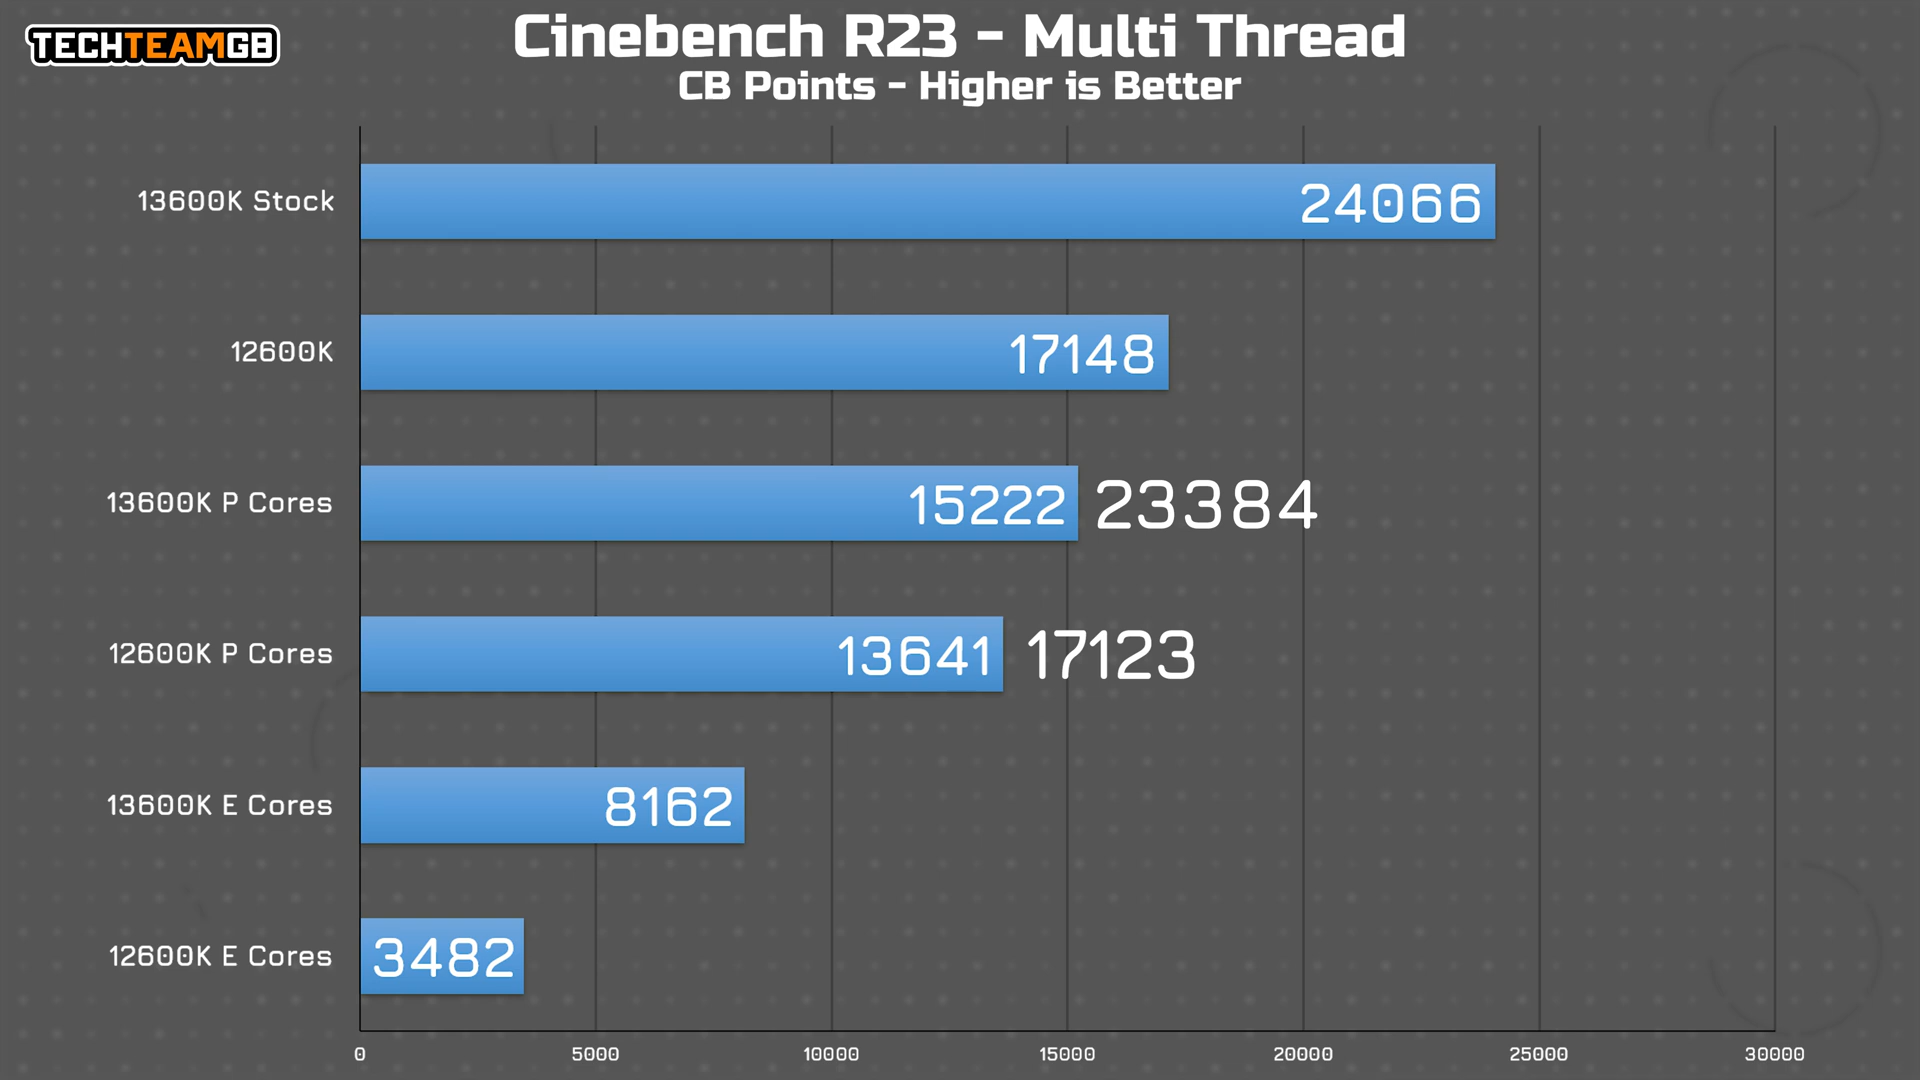 TECHTEAMGB
Cinebench R23 - Multi Thread
CB Points - Higher is Better
13600K Stock 24066
12600K 17148
13600K P Cores 15222 23384
12600K P Cores 13641 17123
13600K E Cores 8162
12600K E Cores 3482
0 5000 10000 15000 20000 25000 30000